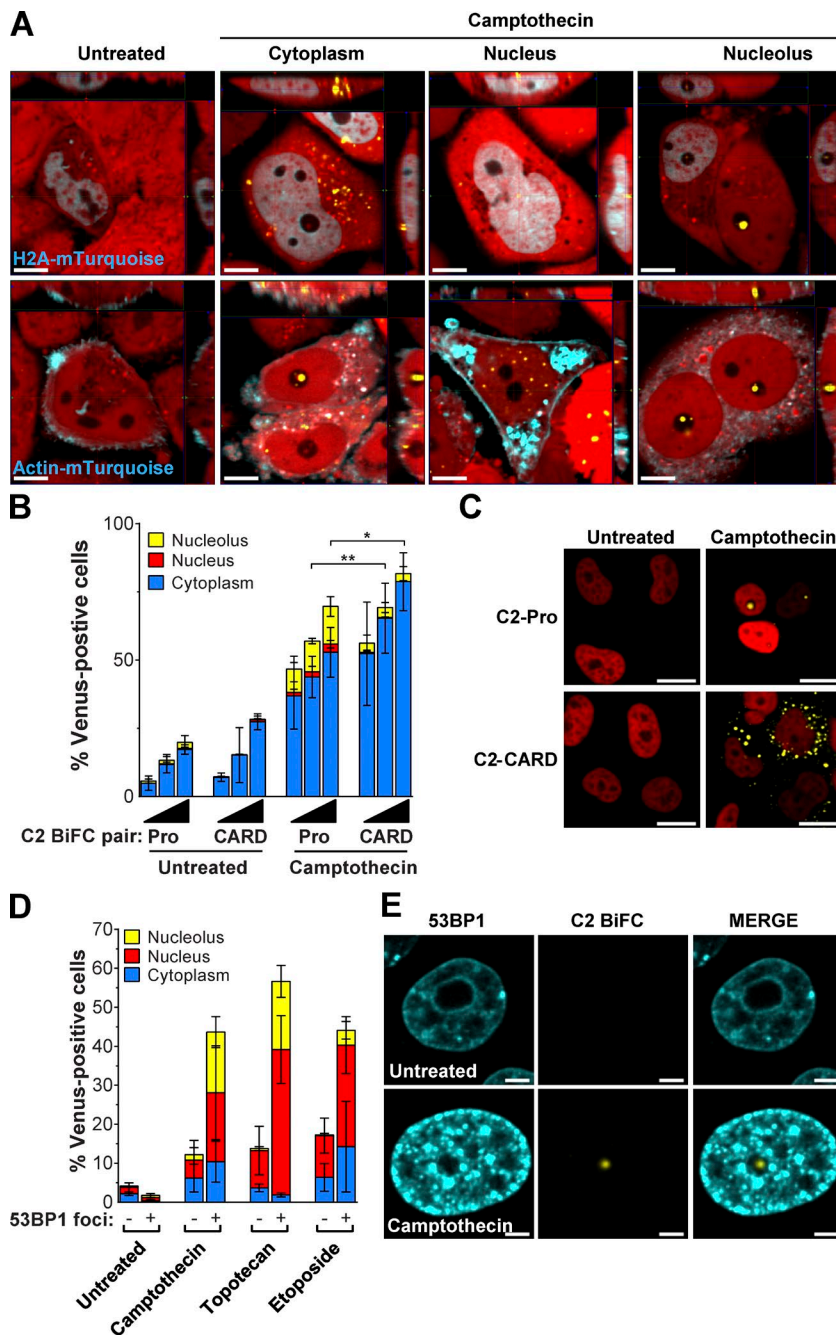 A
Camptothecin
Untreated
Cytoplasm
Nucleus
Nucleolus
H2A-mTurquoise
Actin-mTurquoise
B
100
50
0
% Venus-postive cells
Nucleolus
Nucleus
Cytoplasm
*
**
C2 BiFC pair: Pro CARD Pro CARD
Untreated Camptothecin
C
Untreated Camptothecin
C2-Pro
C2-CARD
D
70
60
50
40
30
20
10
0
% Venus-positive cells
Nucleolus
Nucleus
Cytoplasm
53BP1 foci: - + - + - + - +
Untreated
Camptothecin
Topotecan
Etoposide
E
53BP1 C2 BiFC MERGE
Untreated
Camptothecin